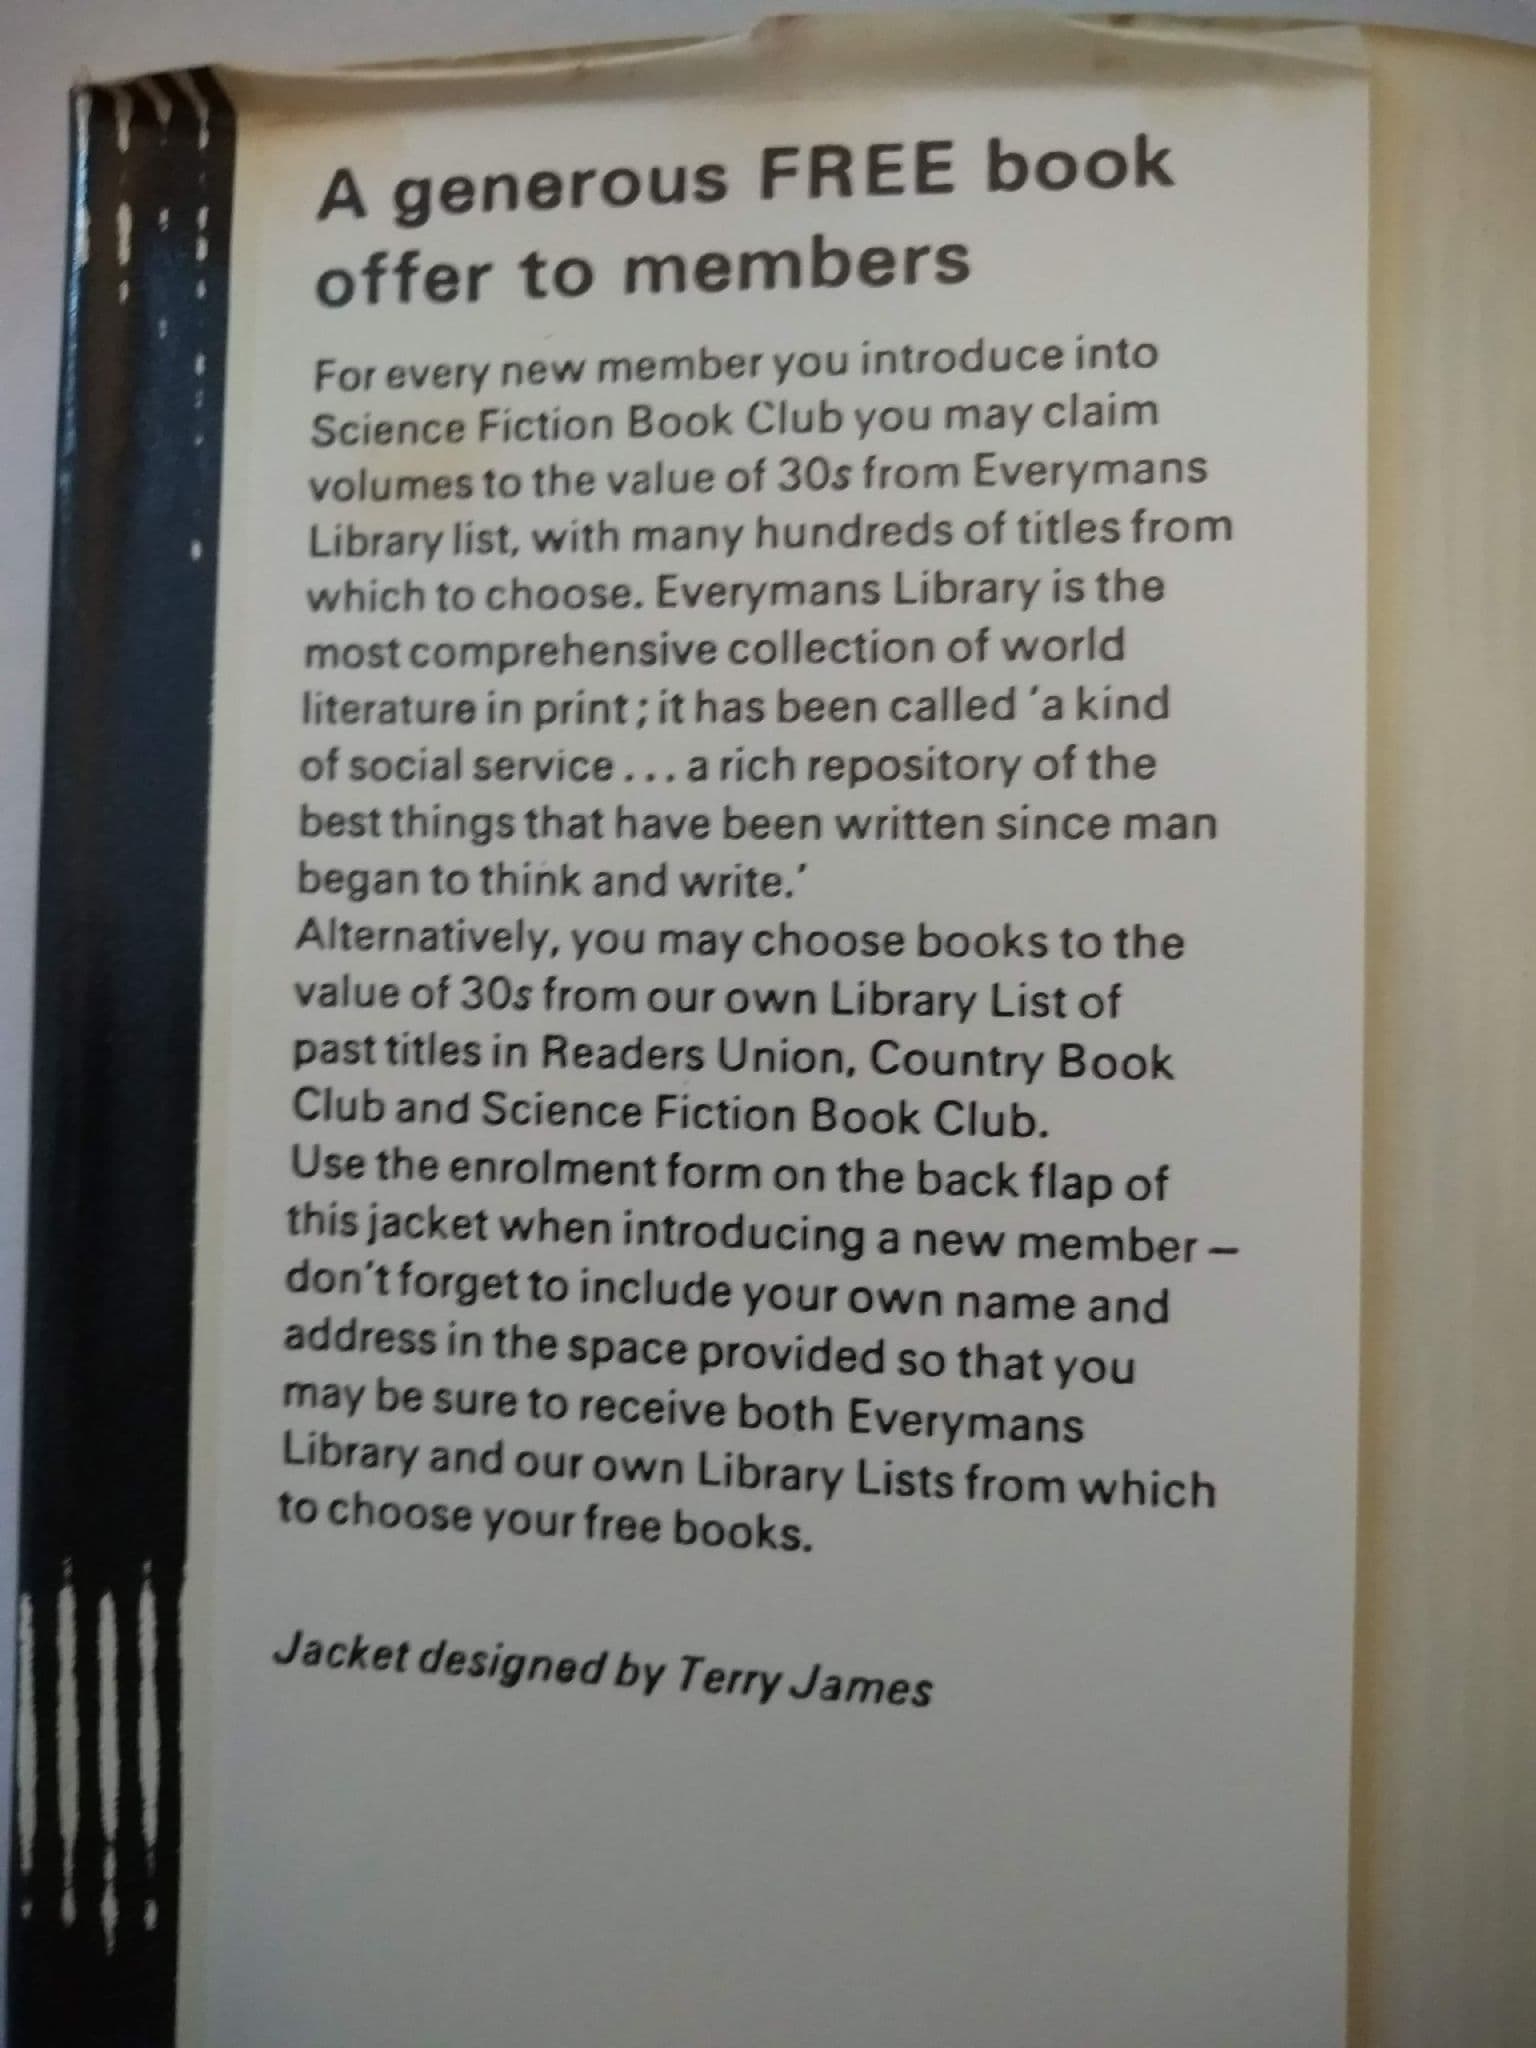 A generous FREE book
offer to members
For every new member you introduce into
Science Fiction Book Club you may claim
volumes to the value of 30s from Everymans
Library list, with many hundreds of titles from
which to choose. Everymans Library is the
most comprehensive collection of world
literature in print; it has been called 'a kind
of social service... a rich repository of the
best things that have been written since man
began to think and write.'
Alternatively, you may choose books to the
value of 30s from our own Library List of
past titles in Readers Union, Country Book
Club and Science Fiction Book Club.
Use the enrolment form on the back flap of
this jacket when introducing a new member –
don't forget to include your own name and
address in the space provided so that you
may be sure to receive both Everymans
Library and our own Library Lists from which
to choose your free books.
Jacket designed by Terry James